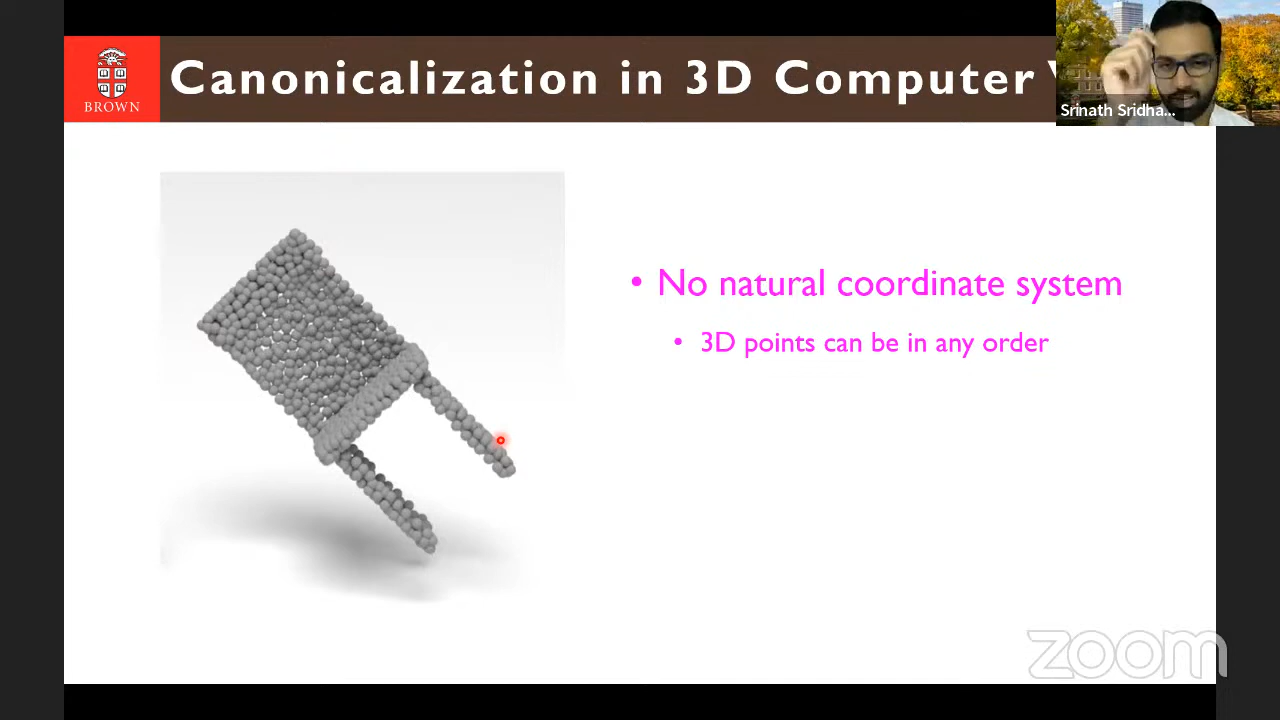 BROWN
Canonicalization in 3D Computer
Srinath Sridha...
• No natural coordinate system
• 3D points can be in any order
zoom